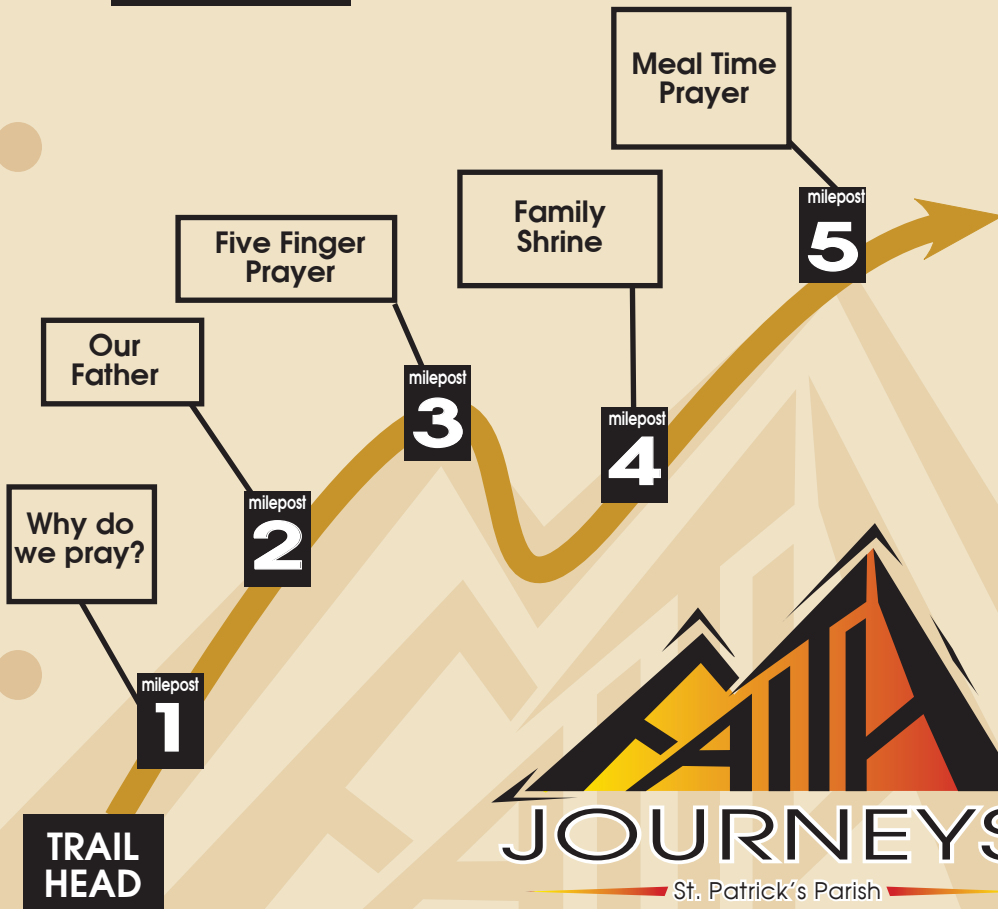 Meal Time
Prayer
milepost
5
Family
Shrine
milepost
4
Five Finger
Prayer
milepost
3
Our
Father
milepost
2
Why do
we pray?
milepost
1
TRAIL
HEAD
FAITH
JOURNEYS
St. Patrick's Parish